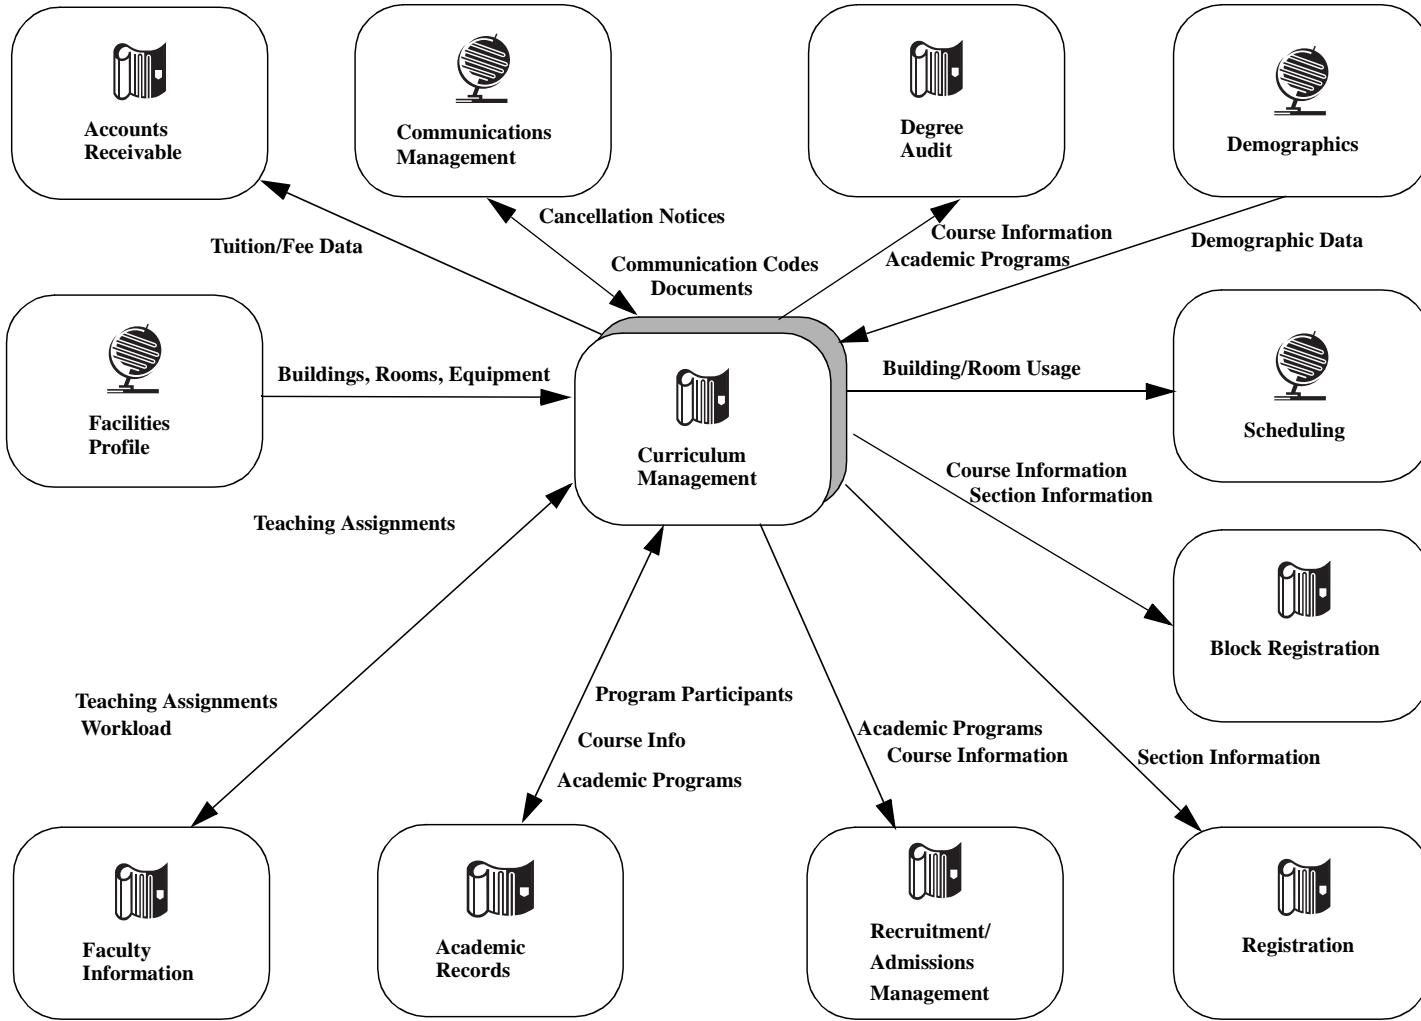 Accounts
Receivable
Communications
Management
Degree
Audit
Demographics
Cancellation Notices
Tuition/Fee Data
Course Information
Academic Programs
Demographic Data
Communication Codes
Documents
Buildings, Rooms, Equipment
Building/Room Usage
Facilities
Profile
Curriculum
Management
Scheduling
Course Information
Section Information
Teaching Assignments
Block Registration
Teaching Assignments
Workload
Program Participants
Course Info
Academic Programs
Academic Programs
Course Information
Section Information
Faculty
Information
Academic
Records
Recruitment/
Admissions
Management
Registration